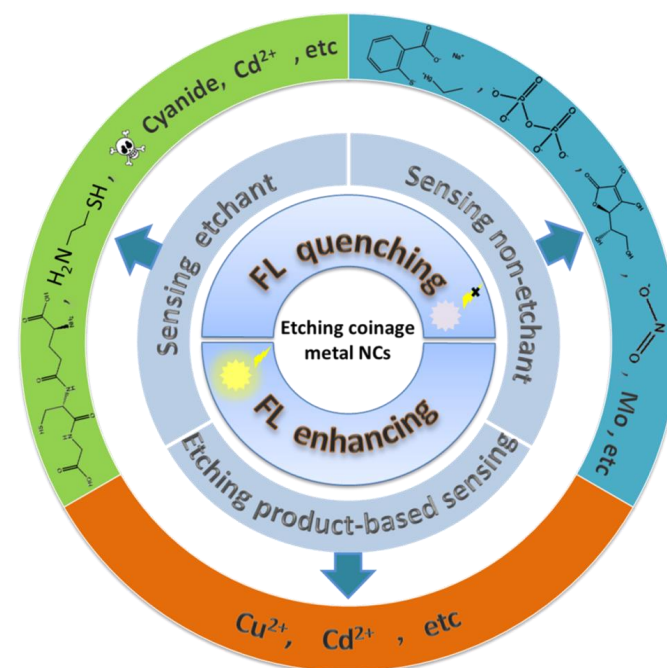 Etching coinage
metal NCs
FL quenching
FL enhancing
Sensing etchant
Sensing non-etchant
Etching product-based sensing
H₂N SH , Cyanide, Cd²⁺ , etc
, Mo, etc
Cu²⁺, Cd²⁺ , etc